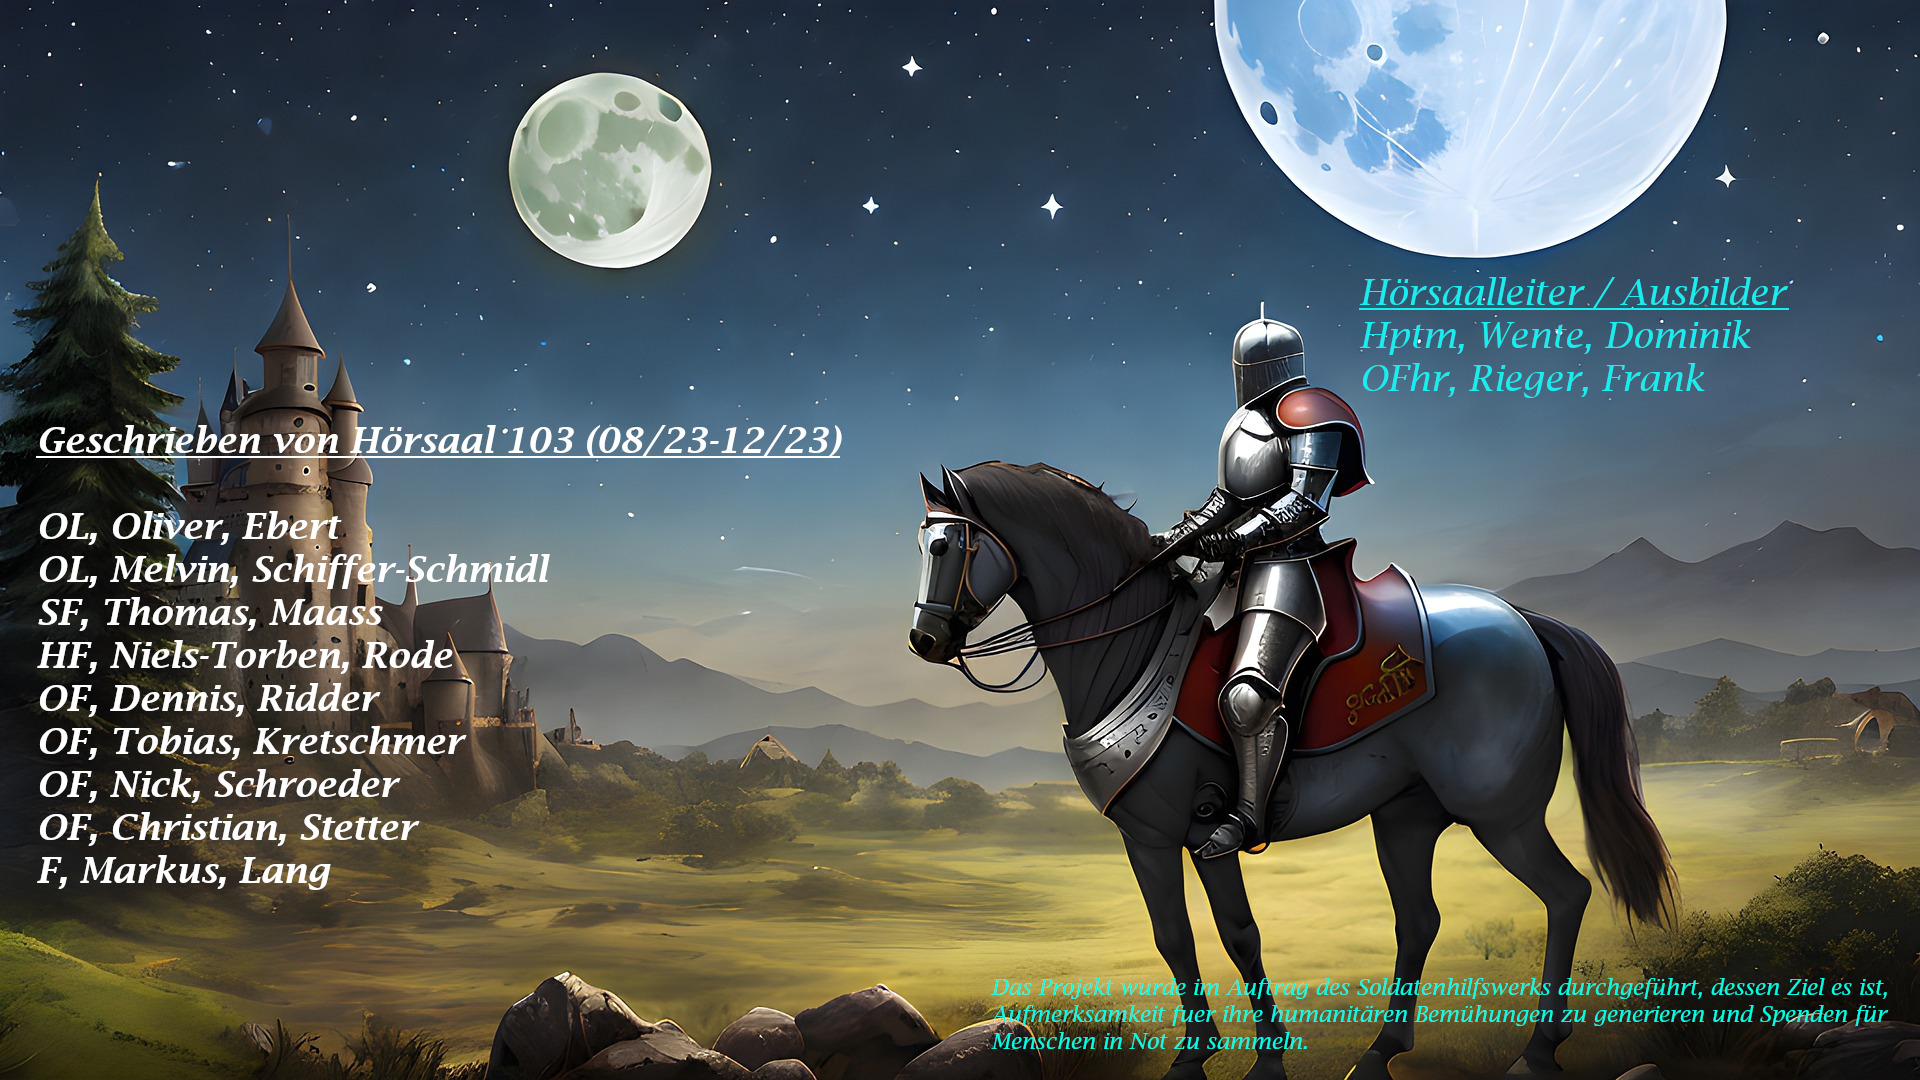 Hörsaalleiter / Ausbilder
Hptm, Wente, Dominik
OFhr, Rieger, Frank
Geschrieben von Hörsaal 103 (08/23-12/23)
OL, Oliver, Ebert
OL, Melvin, Schiffer-Schmidl
SF, Thomas, Maass
HF, Niels-Torben, Rode
OF, Dennis, Ridder
OF, Tobias, Kretschmer
OF, Nick, Schroeder
OF, Christian, Stetter
F, Markus, Lang
Das Projekt wurde im Auftrag des Soldatenhilfswerks durchgeführt, dessen Ziel es ist,
Aufmerksamkeit fuer ihre humanitären Bemühungen zu generieren und Spenden für
Menschen in Not zu sammeln.